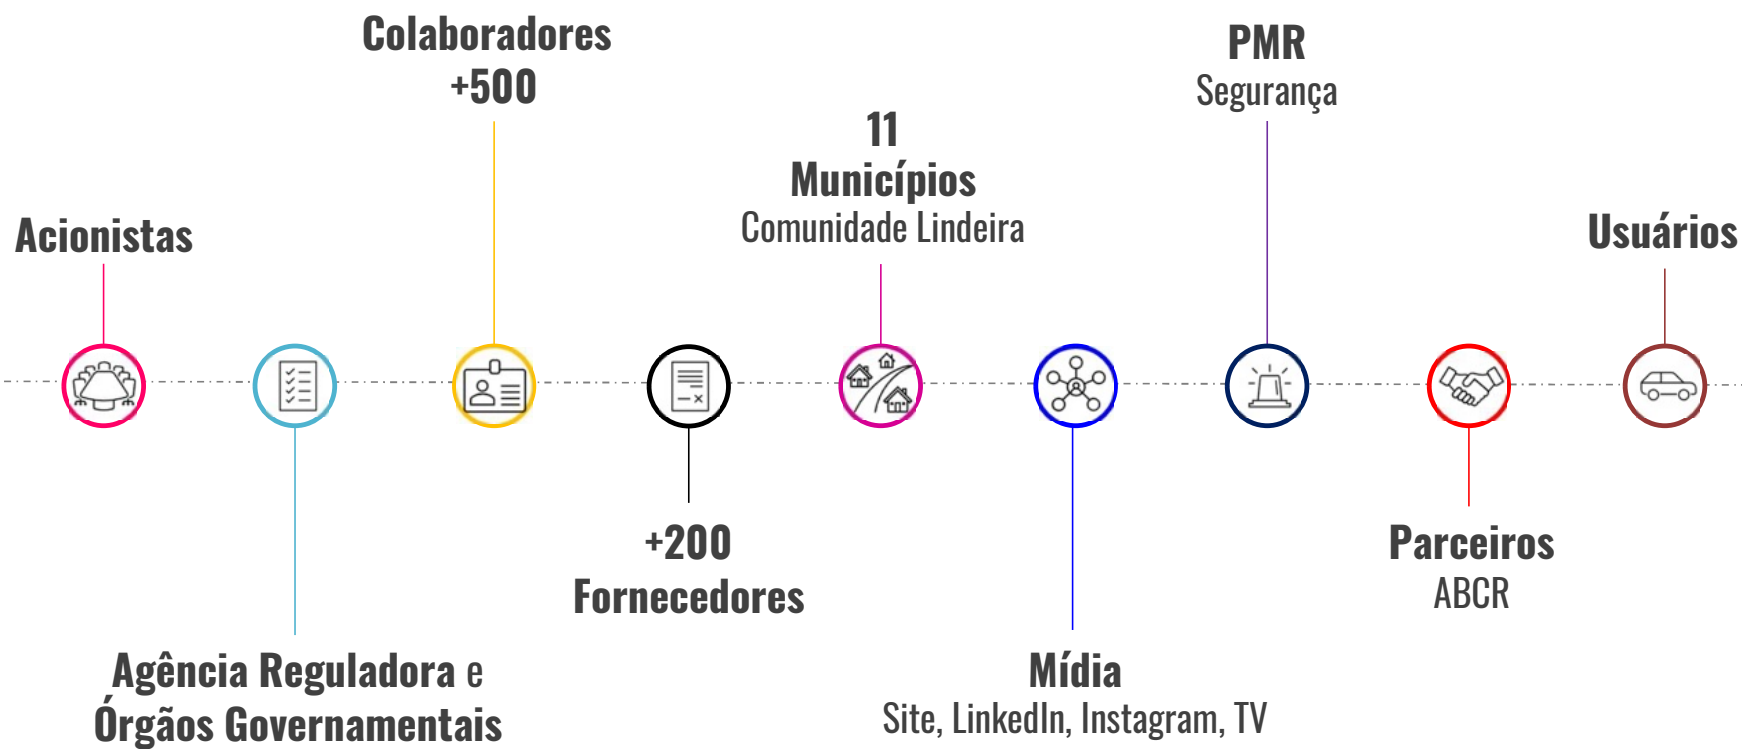 Acionistas
Agência Reguladora e
Órgãos Governamentais
Colaboradores
+500
+200
Fornecedores
11
Municípios
Comunidade Lindeira
Mídia
Site, LinkedIn, Instagram, TV
PMR
Segurança
Parceiros
ABCR
Usuários